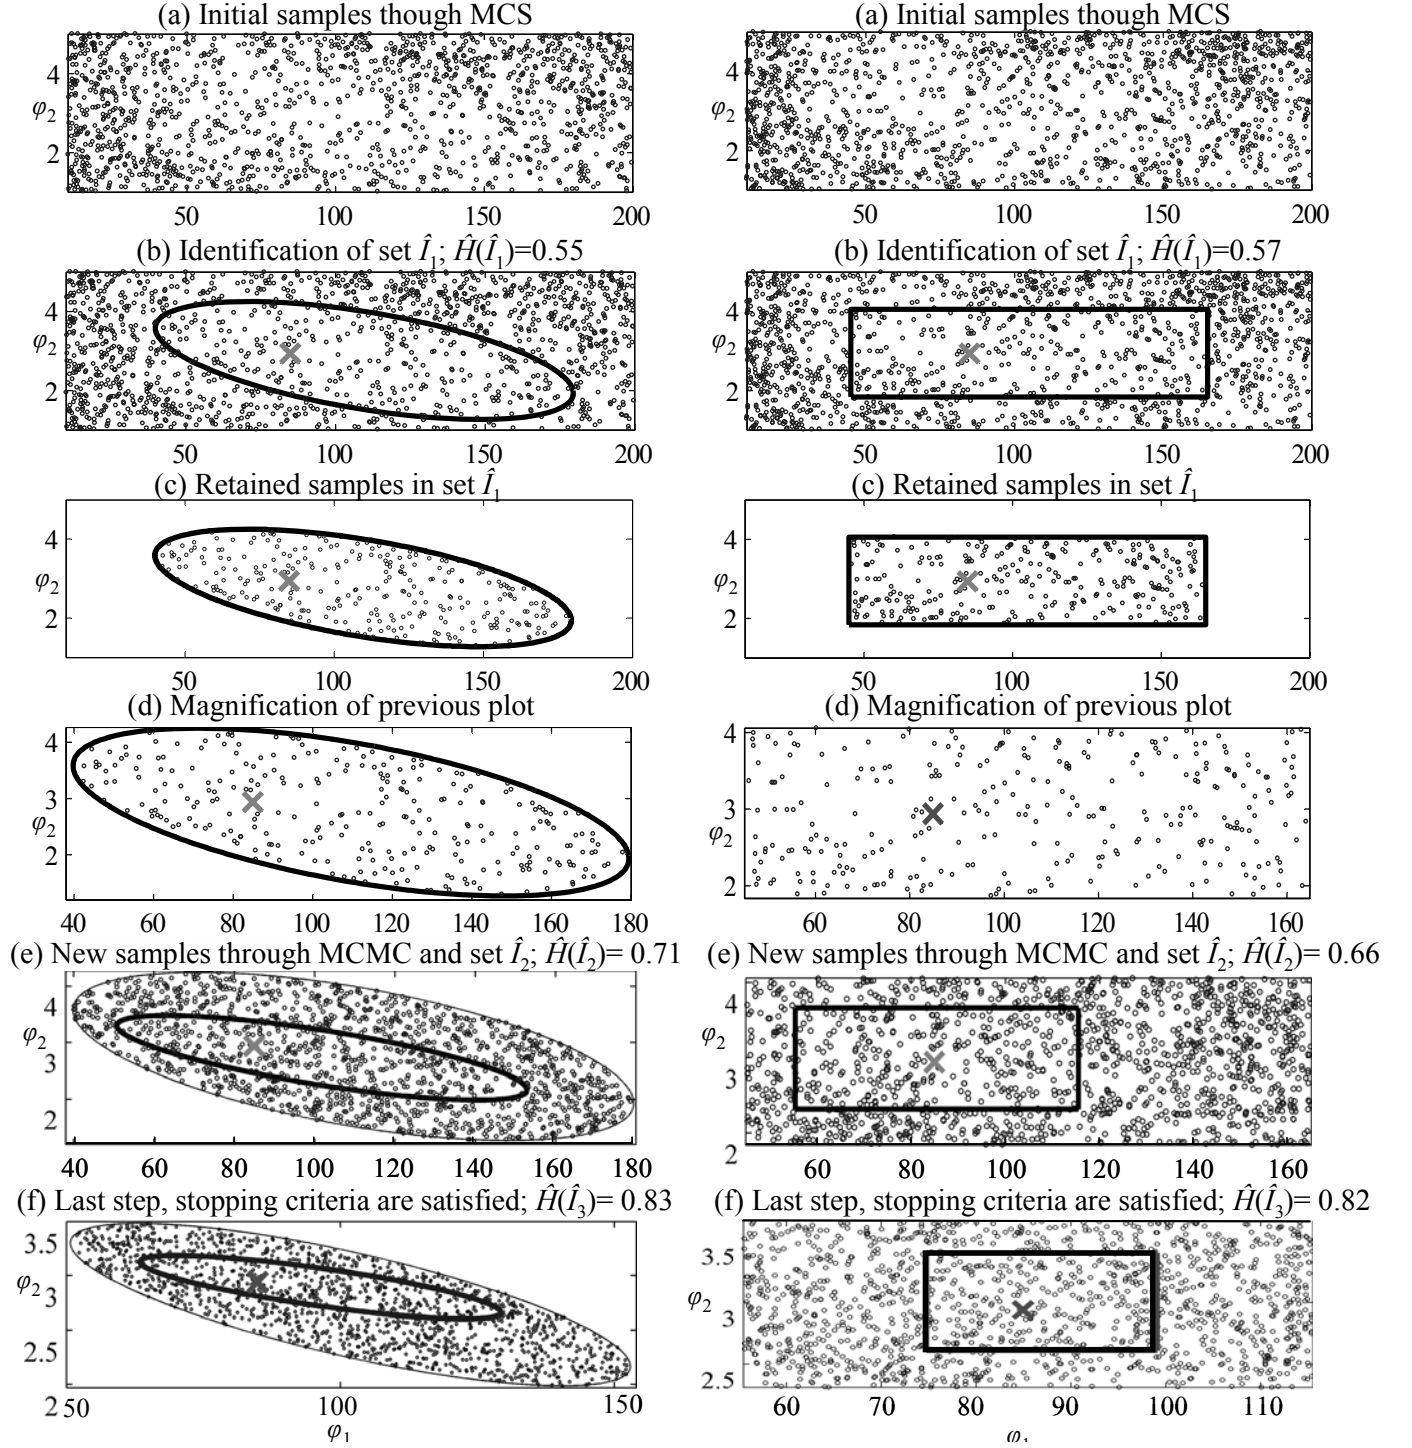 (a) Initial samples though MCS
4
φ2
2
50 100 150 200
(b) Identification of set Î1; Ĥ(Î1)=0.55
4
φ2
2
50 100 150 200
(c) Retained samples in set Î1
4
φ2
2
50 100 150 200
(d) Magnification of previous plot
4
3
φ2
2
40 60 80 100 120 140 160 180
(e) New samples through MCMC and set Î2; Ĥ(Î2)= 0.71
4
φ2
3
2
40 60 80 100 120 140 160 180
(f) Last step, stopping criteria are satisfied; Ĥ(Î3)= 0.83
3.5
φ2
3
2.5
2
50 100 150
φ1
(a) Initial samples though MCS
4
φ2
2
50 100 150 200
(b) Identification of set Î1; Ĥ(Î1)=0.57
4
φ2
2
50 100 150 200
(c) Retained samples in set Î1
4
φ2
2
50 100 150 200
(d) Magnification of previous plot
4
3
φ2
2
60 80 100 120 140 160
(e) New samples through MCMC and set Î2; Ĥ(Î2)= 0.66
4
φ2
3
2
60 80 100 120 140 160
(f) Last step, stopping criteria are satisfied; Ĥ(Î3)= 0.82
3.5
φ2
3
2.5
60 70 80 90 100 110
φ1